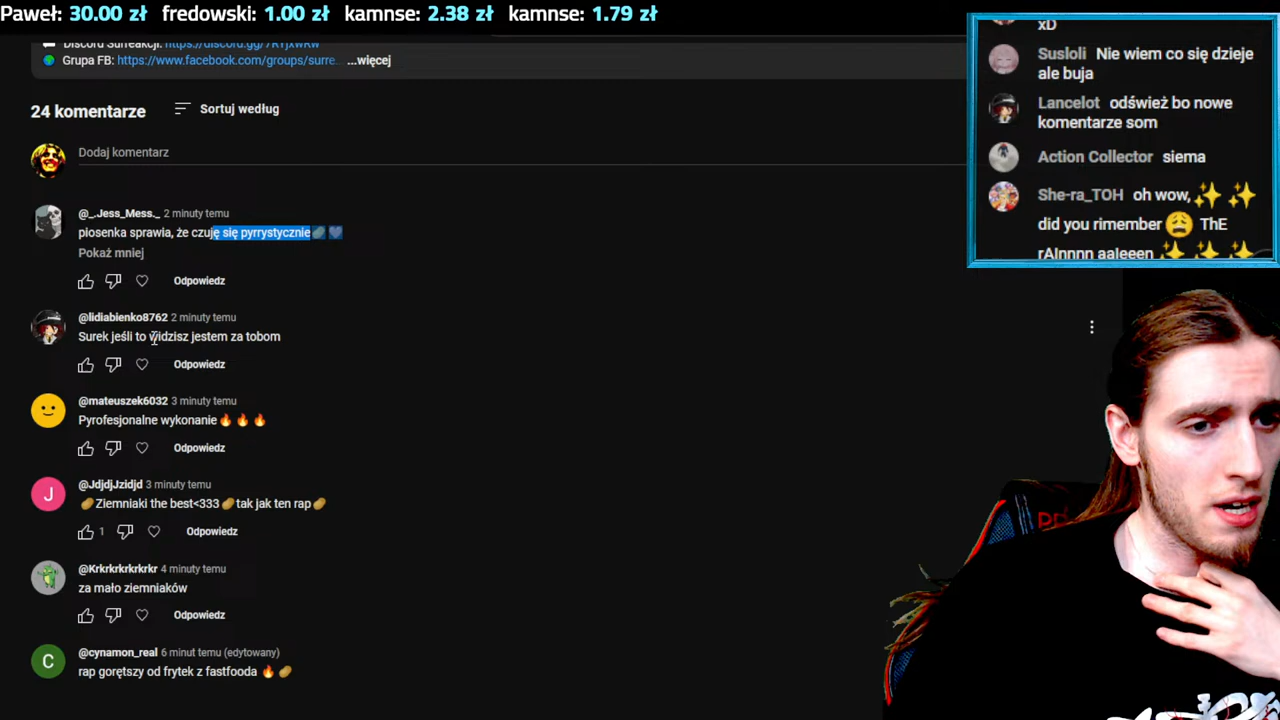 Paweł: 30.00 zł fredowski: 1.00 zł kamnse: 2.38 zł kamnse: 1.79 zł
Discord Surreakcji: https://discord.gg/7RYjxWRw
Grupa FB: https://www.facebook.com/groups/surre... ...więcej
24 komentarze Sortuj według
Dodaj komentarz
@_.Jess_Mess._ 2 minuty temu
piosenka sprawia, że czuję się pyrrystycznie🥔💙
Pokaż mniej
Odpowiedz
@lidiabienko8762 2 minuty temu
Surek jeśli to widzisz jestem za tobom
Odpowiedz
@mateuszek6032 3 minuty temu
Pyrofesjonalne wykonanie🔥🔥🔥
Odpowiedz
J @JdjdjJzidjd 3 minuty temu
🥔Ziemniaki the best<333🥔tak jak ten rap🥔
1 Odpowiedz
@Krkrkrkrkrkrkr 4 minuty temu
za mało ziemniaków
Odpowiedz
C @cynamon_real 6 minut temu (edytowany)
rap gorętszy od frytek z fastfooda 🔥🥔
xD
Susloli Nie wiem co się dzieje
ale buja
Lancelot odśwież bo nowe
komentarze som
Action Collector siema
She-ra_TOH oh wow,✨✨
did you rimember 😩 ThE
rAInnnn aaleeen ✨✨✨